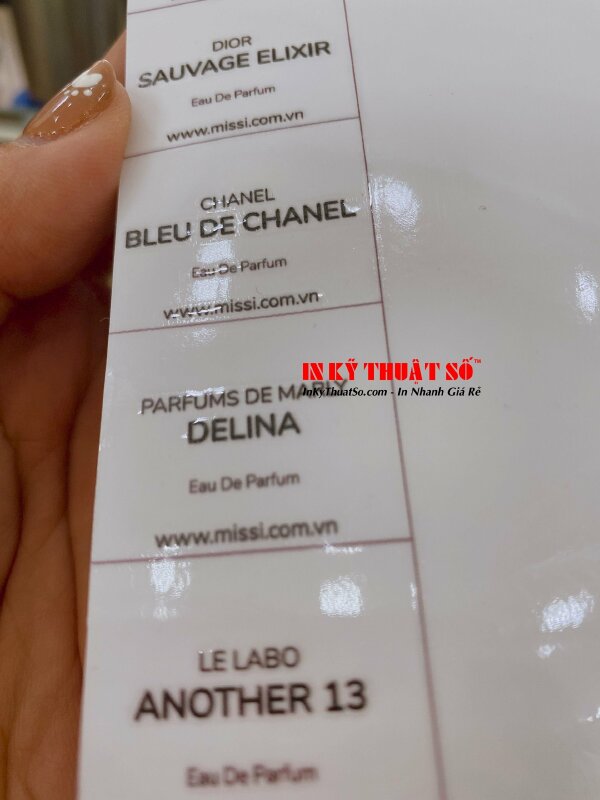 DIOR
SAUVAGE ELIXIR
Eau De Parfum
www.missi.com.vn
CHANEL
BLEU DE CHANEL
Eau De Parfum
www.missi.com.vn
IN KỸ THUẬT SỐ™
InKyThuatSo.com - In Nhanh Giá Rẻ
PARFUMS DE MARLY
DELINA
Eau De Parfum
www.missi.com.vn
LE LABO
ANOTHER 13
Eau De Parfum